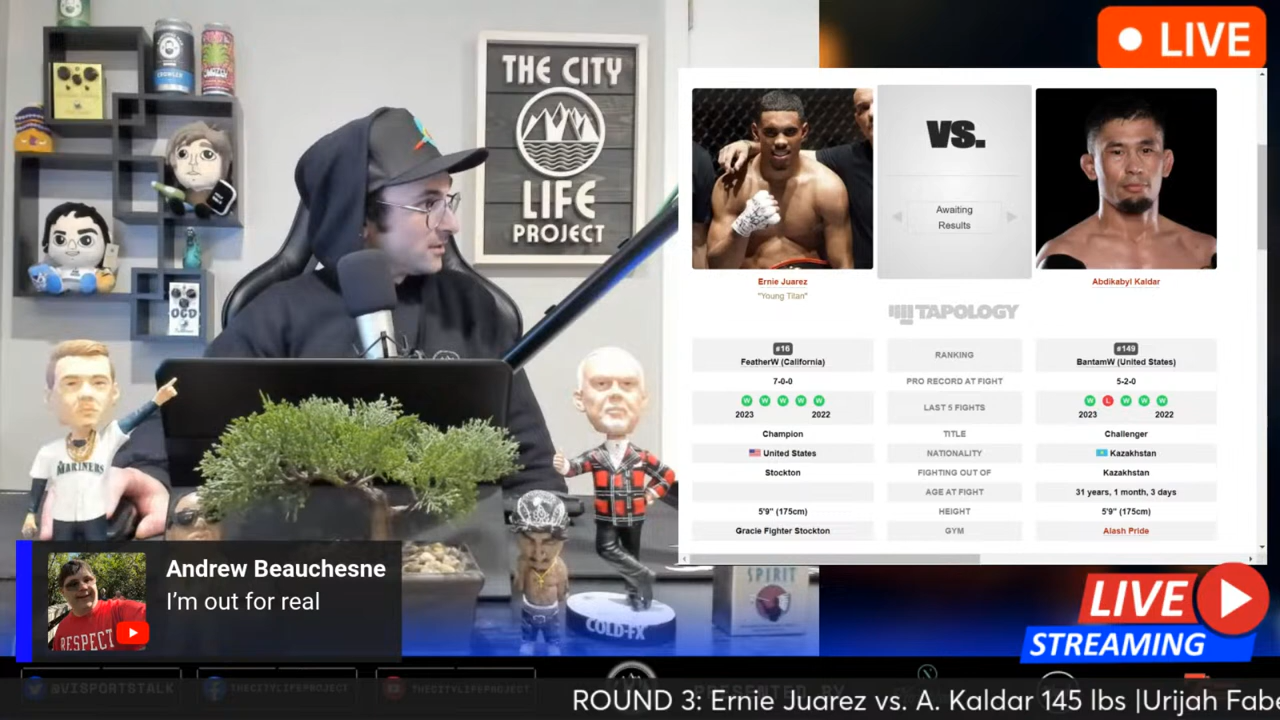 LIVE
THE CITY
LIFE
PROJECT
VS.
Awaiting
Results
Ernie Juarez
"Young Titan"
Abdikabyl Kaldar
TAPOLOGY
#16
FeatherW (California)
RANKING
#149
BantamW (United States)
7-0-0
PRO RECORD AT FIGHT
5-2-0
W W W W W
2023 2022
LAST 5 FIGHTS
W L W W W
2023 2022
Champion
TITLE
Challenger
United States
NATIONALITY
Kazakhstan
Stockton
FIGHTING OUT OF
Kazakhstan
AGE AT FIGHT
31 years, 1 month, 3 days
5'9" (175cm)
HEIGHT
5'9" (175cm)
Gracie Fighter Stockton
GYM
Alash Pride
OCD
MARINERS
COLD-FX
SPIRIT
Andrew Beauchesne
I'm out for real
RESPECT
LIVE
STREAMING
@VISPORTSTALK
THECITYLIFEPROJECT
THECITYLIFEPROJECT
PRESENTED BY
ROUND 3: Ernie Juarez vs. A. Kaldar 145 lbs |Urijah Fabe